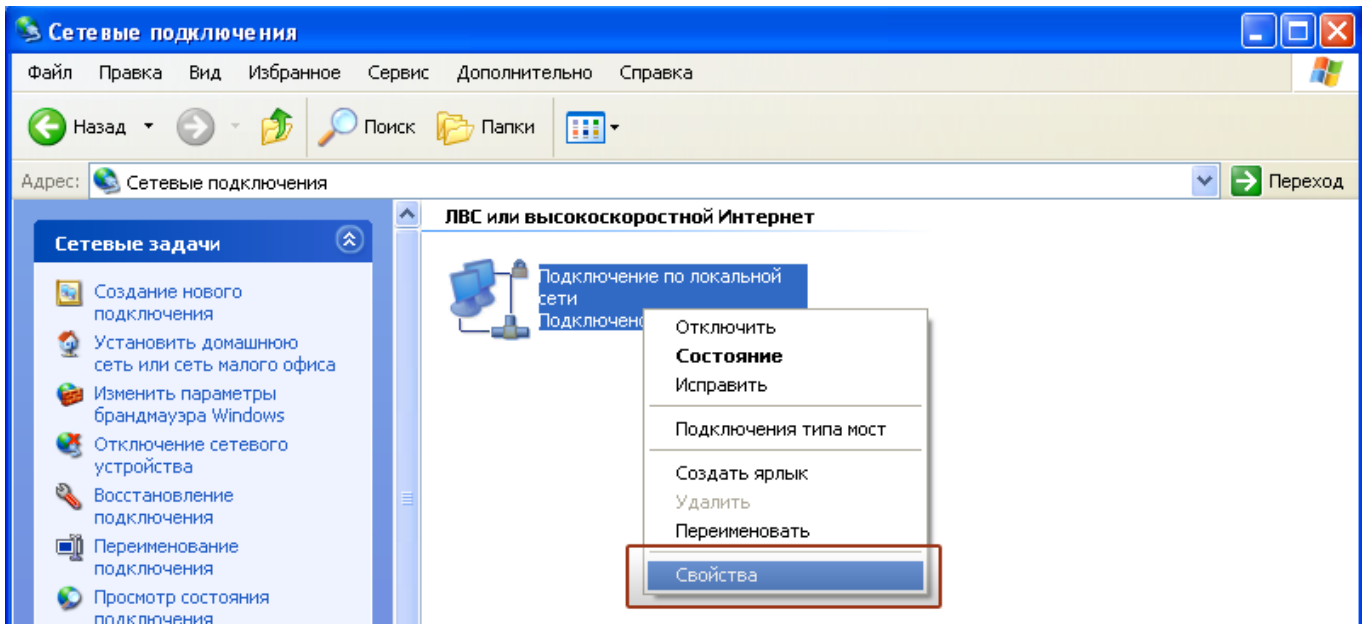 Сетевые подключения
Файл Правка Вид Избранное Сервис Дополнительно Справка
Назад Поиск Папки
Адрес: Сетевые подключения Переход
Сетевые задачи
Создание нового
подключения
Установить домашнюю
сеть или сеть малого офиса
Изменить параметры
брандмауэра Windows
Отключение сетевого
устройства
Восстановление
подключения
Переименование
подключения
Просмотр состояния
подключения
ЛВС или высокоскоростной Интернет
Подключение по локальной
сети
Подключено
Отключить
Состояние
Исправить
Подключения типа мост
Создать ярлык
Удалить
Переименовать
Свойства